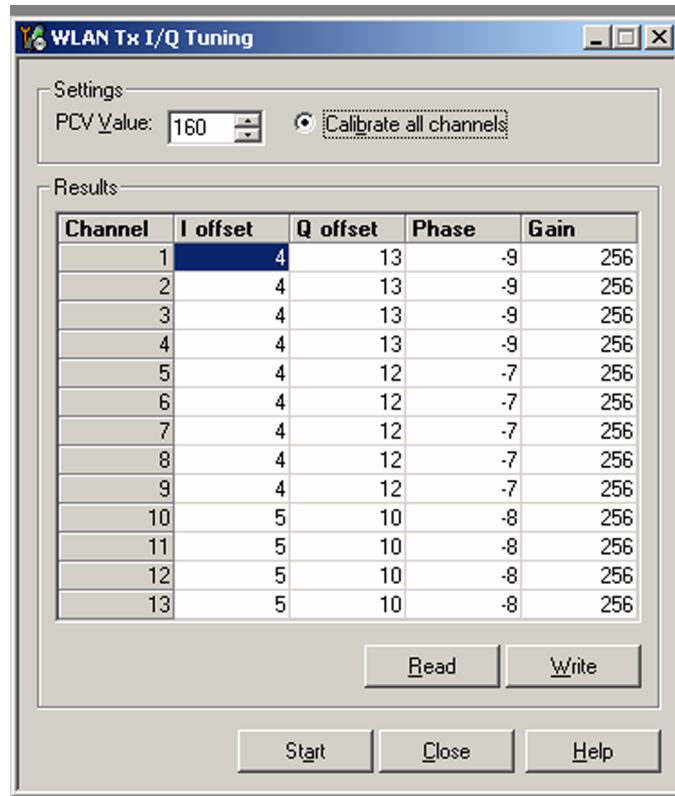 WLAN Tx I/Q Tuning
Settings
PCV Value: 160 Calibrate all channels
Results
Channel I offset Q offset Phase Gain
1 4 13 -9 256
2 4 13 -9 256
3 4 13 -9 256
4 4 13 -9 256
5 4 12 -7 256
6 4 12 -7 256
7 4 12 -7 256
8 4 12 -7 256
9 4 12 -7 256
10 5 10 -8 256
11 5 10 -8 256
12 5 10 -8 256
13 5 10 -8 256
Read Write
Start Close Help